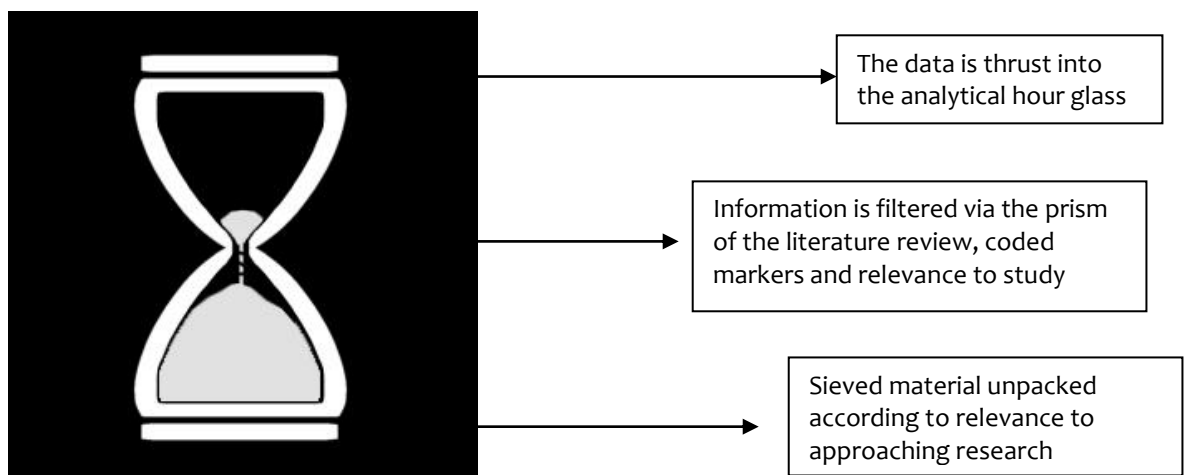 The data is thrust into
the analytical hour glass
Information is filtered via the prism
of the literature review, coded
markers and relevance to study
Sieved material unpacked
according to relevance to
approaching research